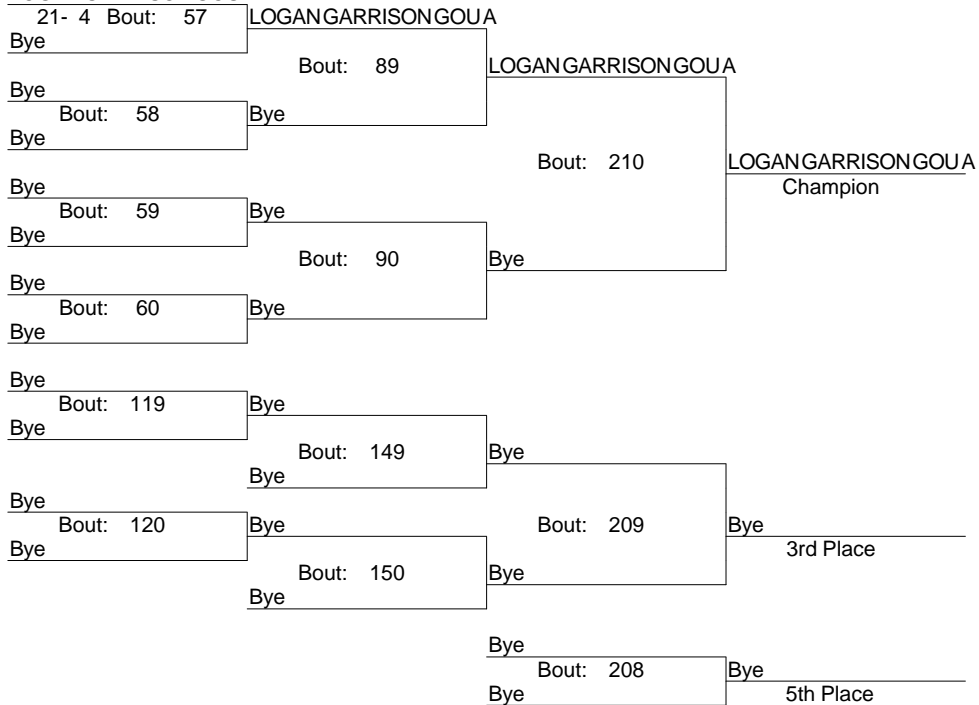 21- 4 Bout: 57
LOGAN GARRISON GOUA
Bye
Bout: 89
LOGAN GARRISON GOUA
Bye
Bout: 58
Bye
Bye
Bout: 210
LOGAN GARRISON GOUA
Champion
Bye
Bout: 59
Bye
Bye
Bout: 90
Bye
Bye
Bout: 60
Bye
Bye
Bye
Bout: 119
Bye
Bye
Bout: 149
Bye
Bye
Bye
Bout: 120
Bye
Bye
Bout: 209
Bye
3rd Place
Bout: 150
Bye
Bye
Bye
Bout: 208
Bye
Bye
5th Place